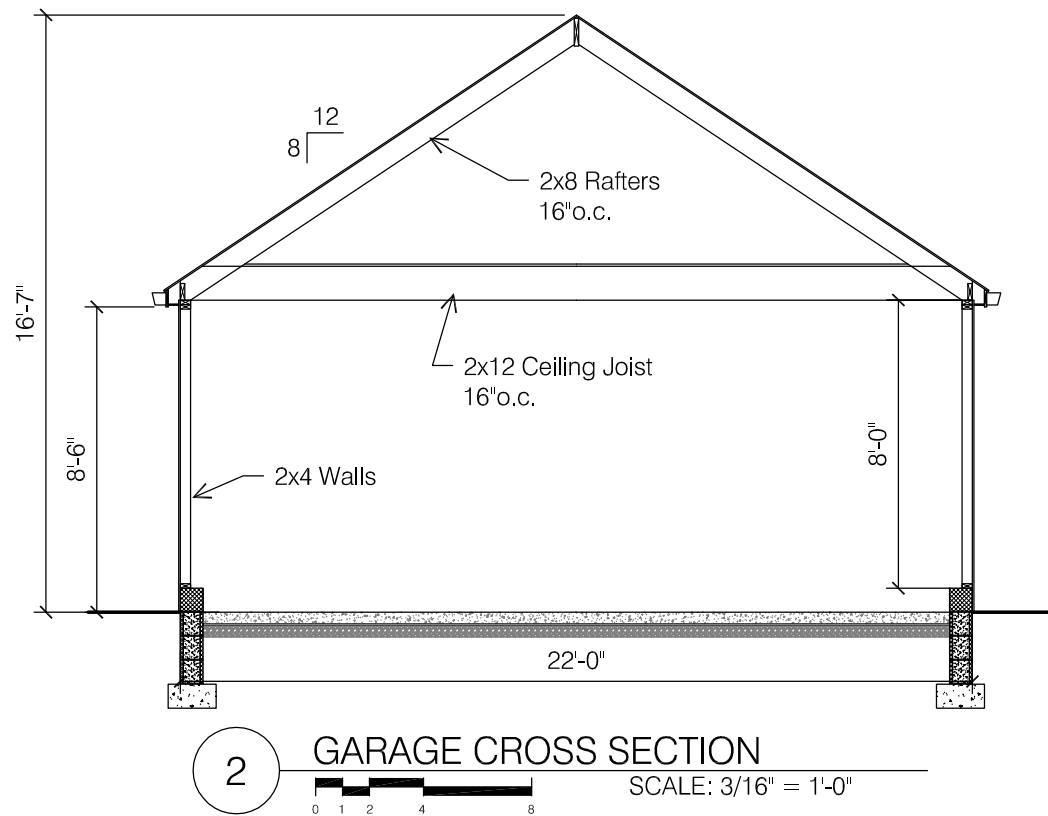 12
8
2x8 Rafters
16"o.c.
16'-7"
2x12 Ceiling Joist
16"o.c.
8'-6"
8'-0"
2x4 Walls
22'-0"
2
GARAGE CROSS SECTION
SCALE: 3/16" = 1'-0"
0 1 2 4 8